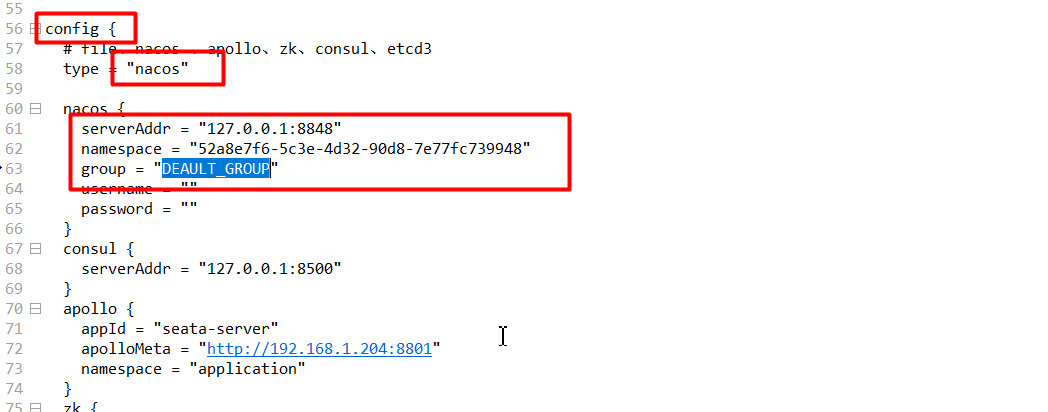 55
56 config {
57 # file、nacos 、apollo、zk、consul、etcd3
58 type = "nacos"
59
60 nacos {
61 serverAddr = "127.0.0.1:8848"
62 namespace = "52a8e7f6-5c3e-4d32-90d8-7e77fc739948"
63 group = "DEAULT_GROUP"
64 username = ""
65 password = ""
66 }
67 consul {
68 serverAddr = "127.0.0.1:8500"
69 }
70 apollo {
71 appId = "seata-server"
72 apolloMeta = "http://192.168.1.204:8801"
73 namespace = "application"
74 }
75 zk {